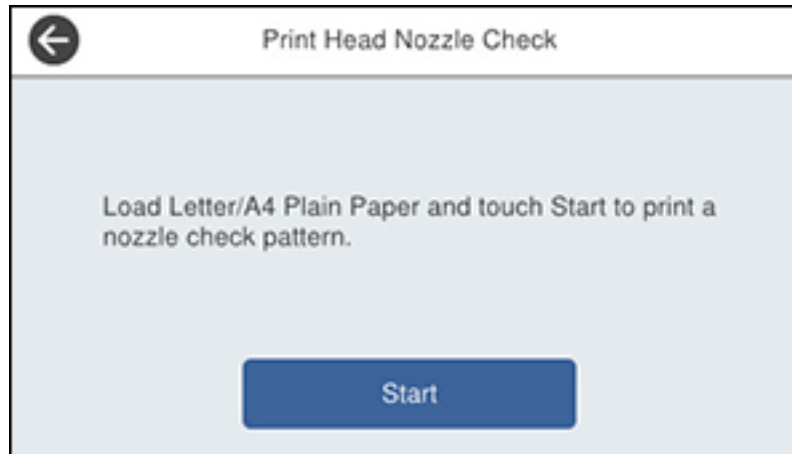 Print Head Nozzle Check
Load Letter/A4 Plain Paper and touch Start to print a
nozzle check pattern.
Start